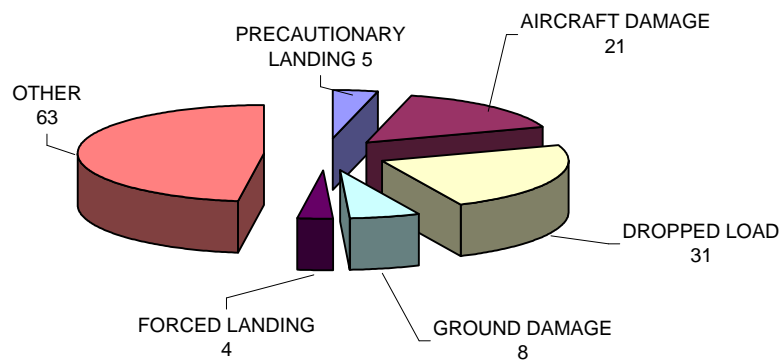 PRECAUTIONARY
LANDING 5
AIRCRAFT DAMAGE
21
OTHER
63
DROPPED LOAD
31
FORCED LANDING
4
GROUND DAMAGE
8